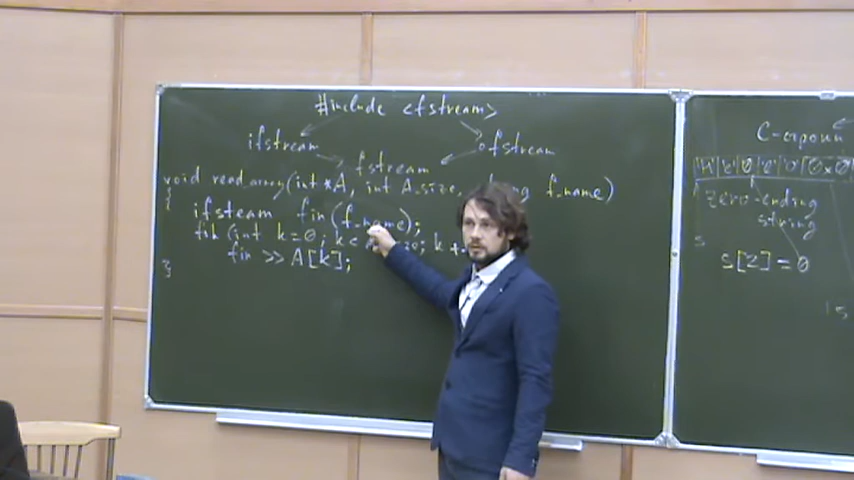 #include <fstream>
ifstream ofstream
fstream
void read_array(int *A, int A_size, f_name)
{
ifsteam fin(f_name);
(int k=0; k<
fin >> A[k];
}
C-строки
Zero-ending
string
s[2]=0